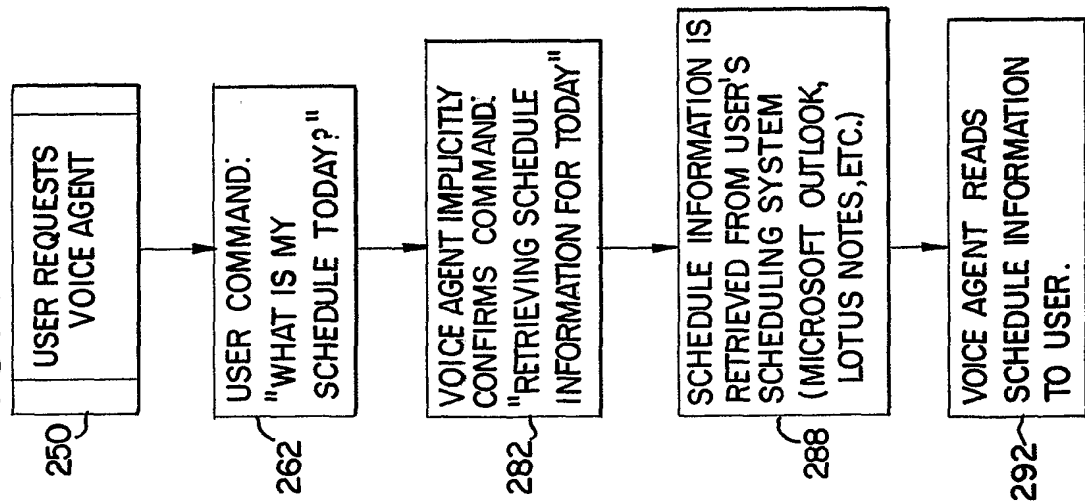 USER REQUESTS
VOICE AGENT
250
USER COMMAND:
"WHAT IS MY
SCHEDULE TODAY?"
262
VOICE AGENT IMPLICITLY
CONFIRMS COMMAND:
"RETRIEVING SCHEDULE
INFORMATION FOR TODAY"
282
SCHEDULE INFORMATION IS
RETRIEVED FROM USER'S
SCHEDULING SYSTEM
(MICROSOFT OUTLOOK,
LOTUS NOTES, ETC.)
288
VOICE AGENT READS
SCHEDULE INFORMATION
TO USER.
292